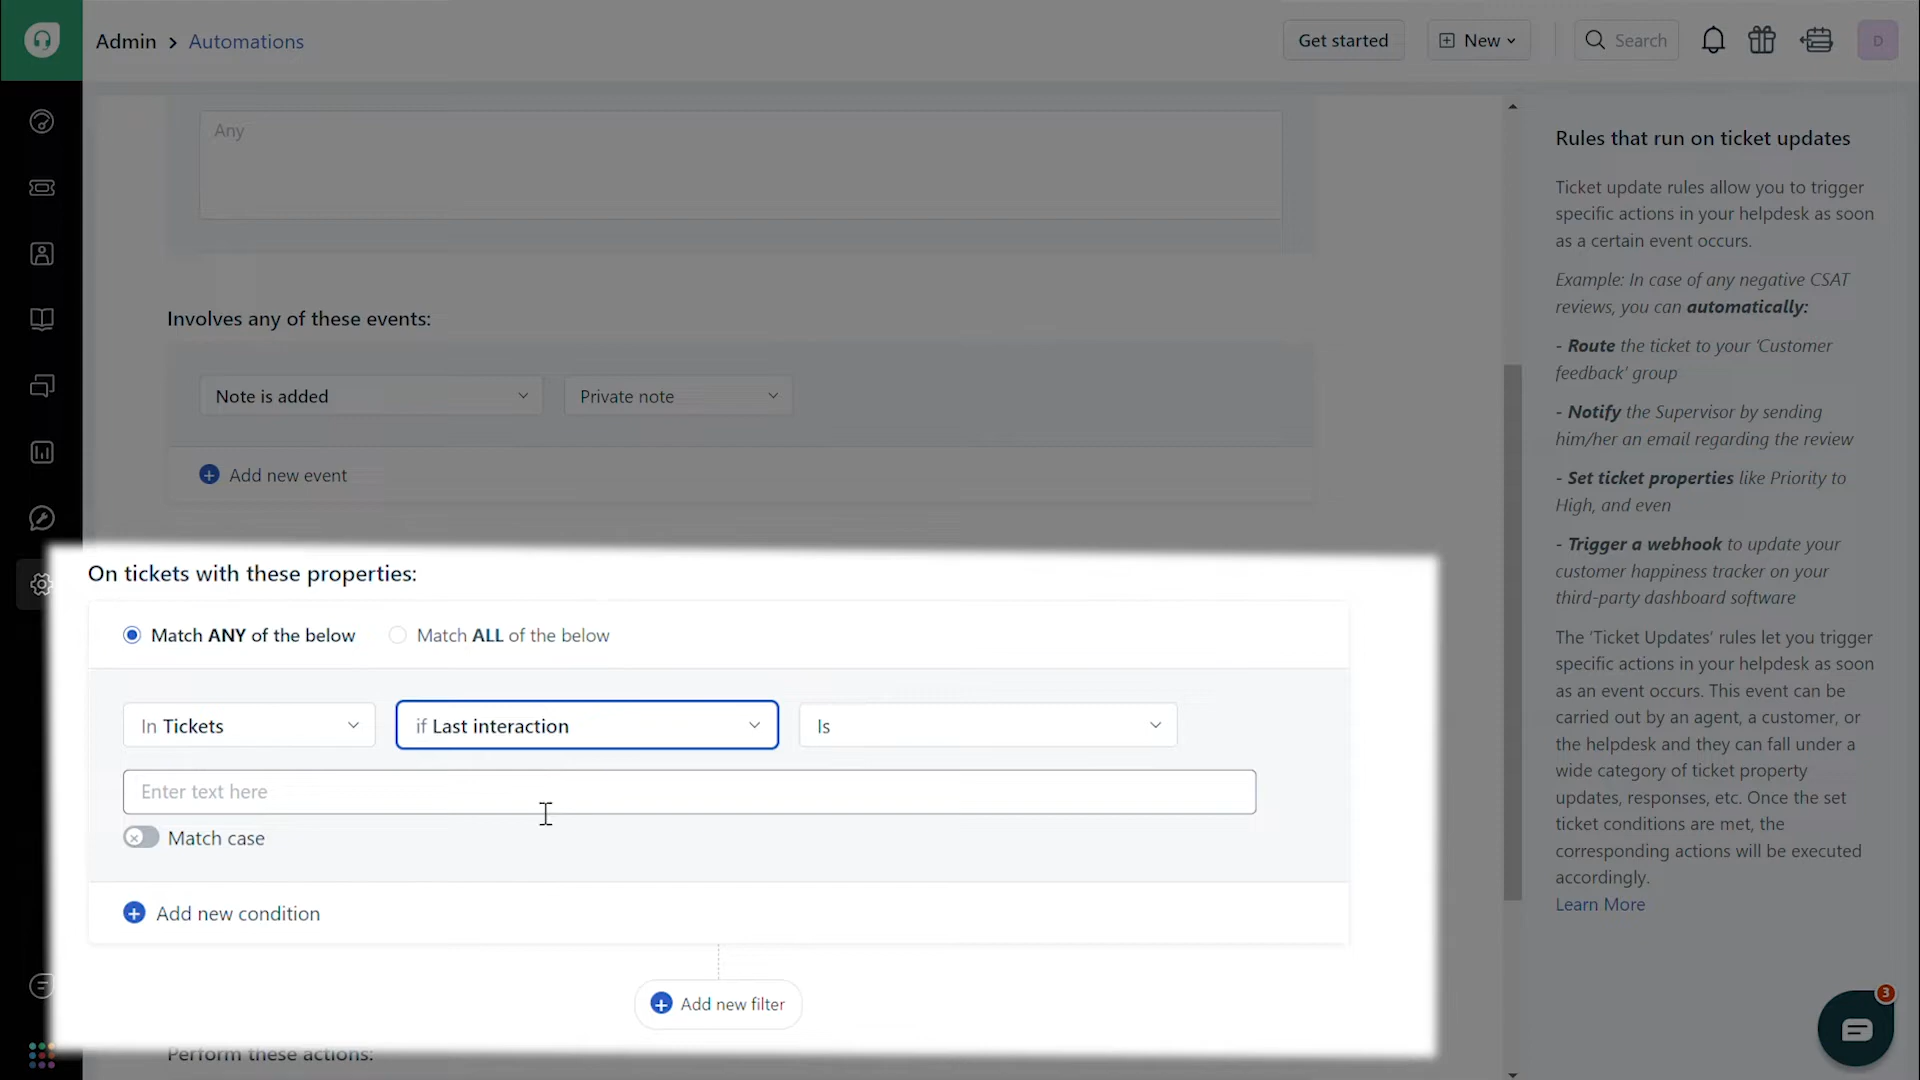 Admin > Automations
Get started
New
Search
D
Any
Involves any of these events:
Note is added
Private note
Add new event
On tickets with these properties:
Match ANY of the below
Match ALL of the below
In Tickets
if Last interaction
Is
Enter text here
Match case
Add new condition
Add new filter
Perform these actions:
Rules that run on ticket updates
Ticket update rules allow you to trigger
specific actions in your helpdesk as soon
as a certain event occurs.
Example: In case of any negative CSAT
reviews, you can automatically:
- Route the ticket to your ‘Customer
feedback’ group
- Notify the Supervisor by sending
him/her an email regarding the review
- Set ticket properties like Priority to
High, and even
- Trigger a webhook to update your
customer happiness tracker on your
third-party dashboard software
The ‘Ticket Updates’ rules let you trigger
specific actions in your helpdesk as soon
as an event occurs. This event can be
carried out by an agent, a customer, or
the helpdesk and they can fall under a
wide category of ticket property
updates, responses, etc. Once the set
ticket conditions are met, the
corresponding actions will be executed
accordingly.
Learn More
3